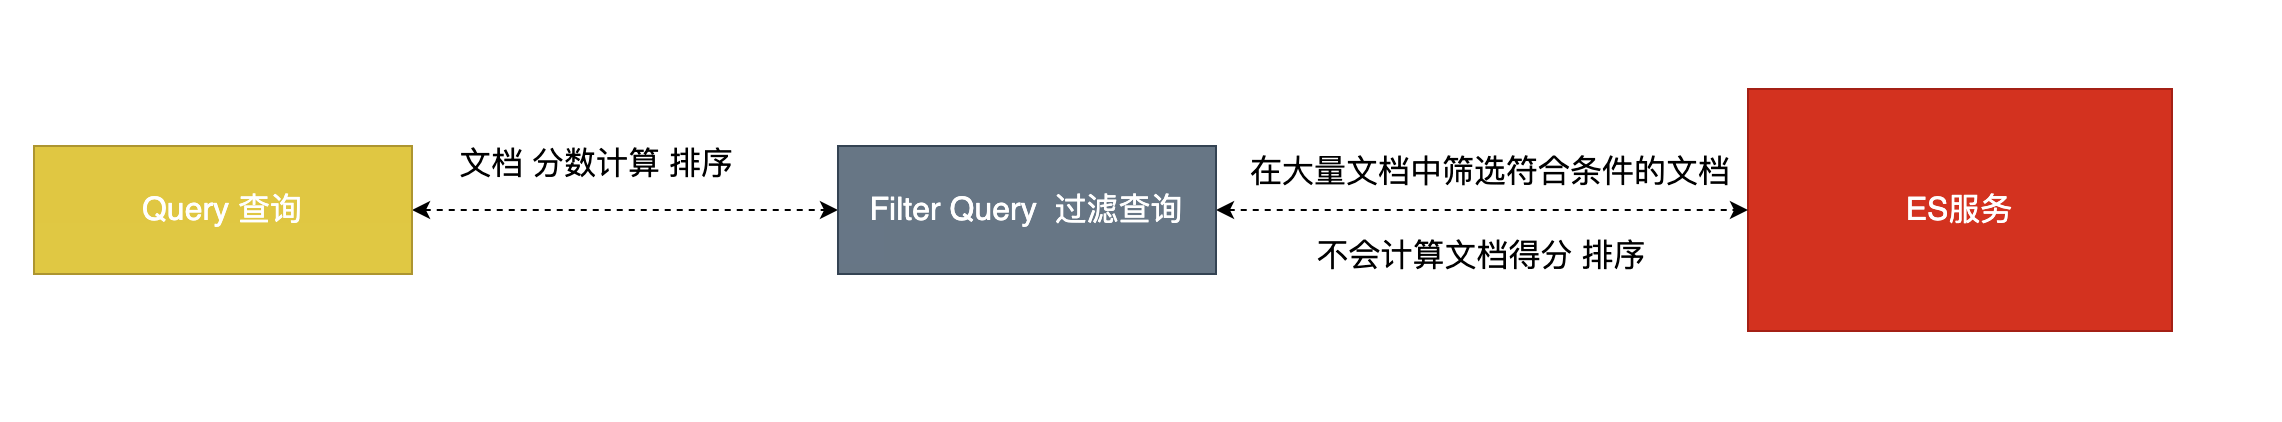 文档 分数计算 排序
在大量文档中筛选符合条件的文档
Query 查询
Filter Query 过滤查询
ES服务
不会计算文档得分 排序